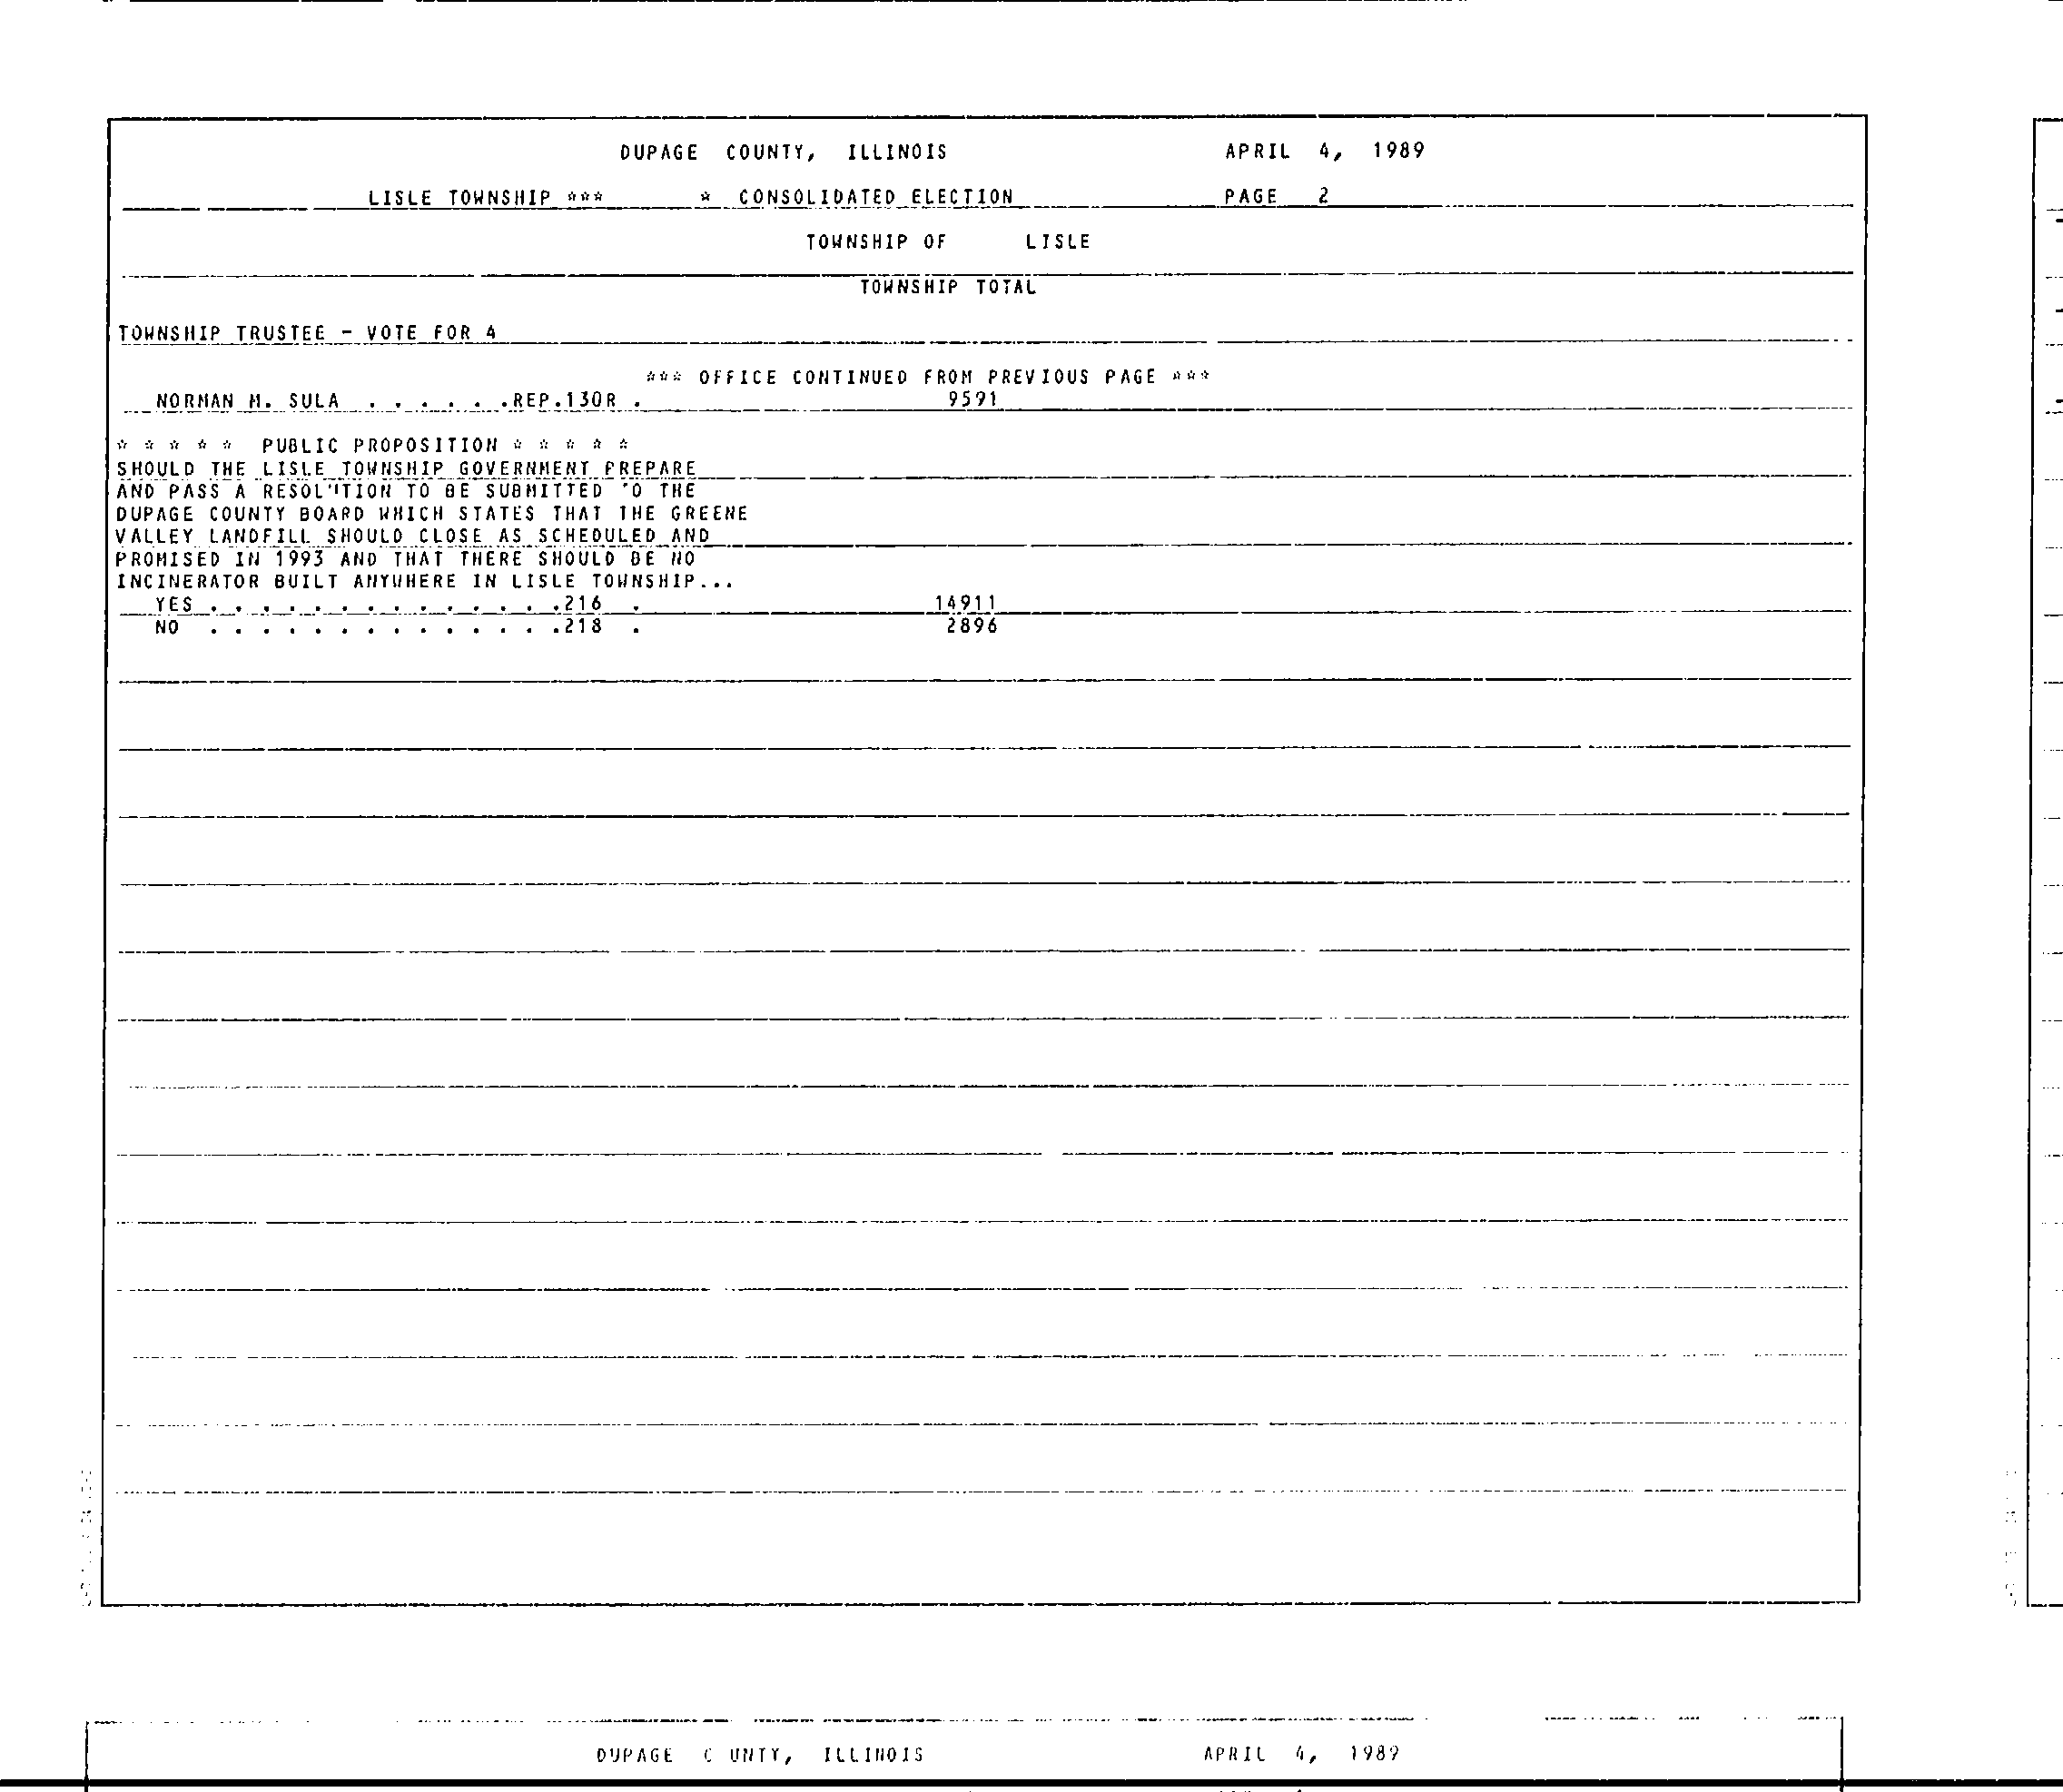 DUPAGE COUNTY, ILLINOIS APRIL 4, 1989
LISLE TOWNSHIP *** * CONSOLIDATED ELECTION PAGE 2
TOWNSHIP OF LISLE
TOWNSHIP TOTAL
TOWNSHIP TRUSTEE - VOTE FOR 4
*** OFFICE CONTINUED FROM PREVIOUS PAGE ***
NORMAN M. SULA . . . . . .REP.130R . 9591
* * * * * PUBLIC PROPOSITION * * * * *
SHOULD THE LISLE TOWNSHIP GOVERNMENT PREPARE
AND PASS A RESOLUTION TO BE SUBMITTED TO THE
DUPAGE COUNTY BOARD WHICH STATES THAT THE GREENE
VALLEY LANDFILL SHOULD CLOSE AS SCHEDULED AND
PROMISED IN 1993 AND THAT THERE SHOULD BE NO
INCINERATOR BUILT ANYWHERE IN LISLE TOWNSHIP...
YES . . . . . . . . . . . . . .216 . 14911
NO . . . . . . . . . . . . . .218 . 2896
DUPAGE C UNTY, ILLINOIS APRIL 4, 1989